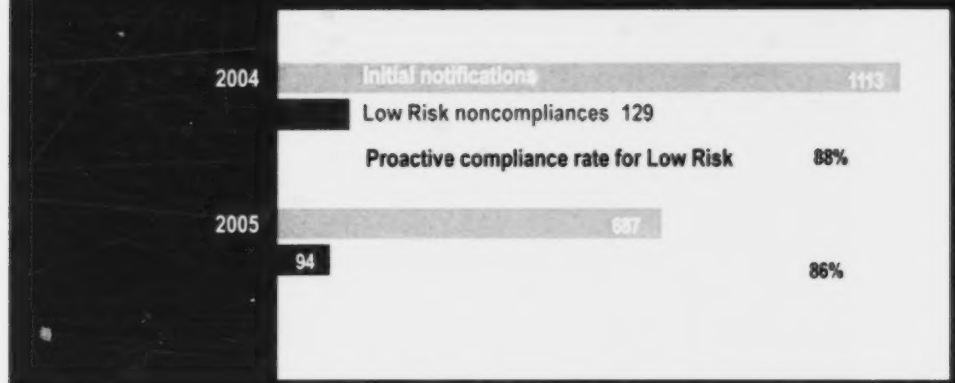 2004 Initial notifications 1113
Low Risk noncompliances 129
Proactive compliance rate for Low Risk 88%
2005 687
94
86%